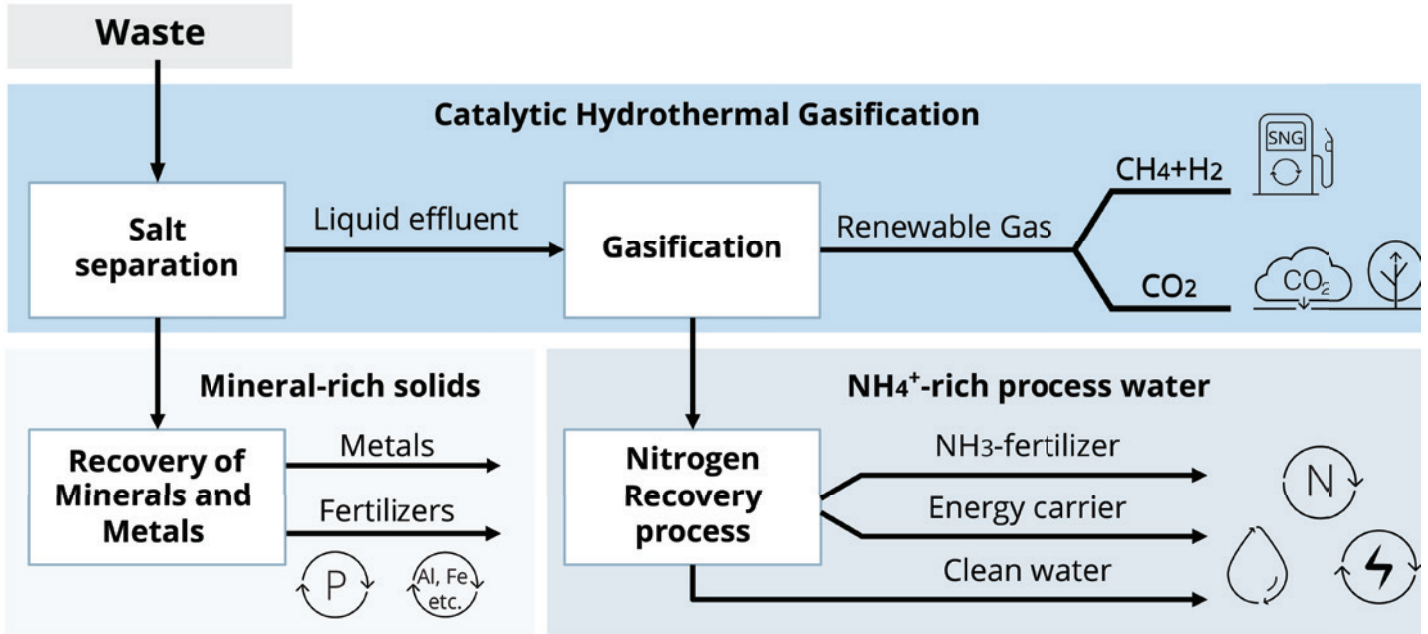 Waste
Catalytic Hydrothermal Gasification
SNG
CH₄+H₂
Salt
separation
Liquid effluent
Gasification
Renewable Gas
CO₂
CO₂
Mineral-rich solids
Recovery of
Minerals and
Metals
Metals
Fertilizers
P
Al, Fe
etc.
NH₄⁺-rich process water
Nitrogen
Recovery
process
NH₃-fertilizer
Energy carrier
Clean water
N